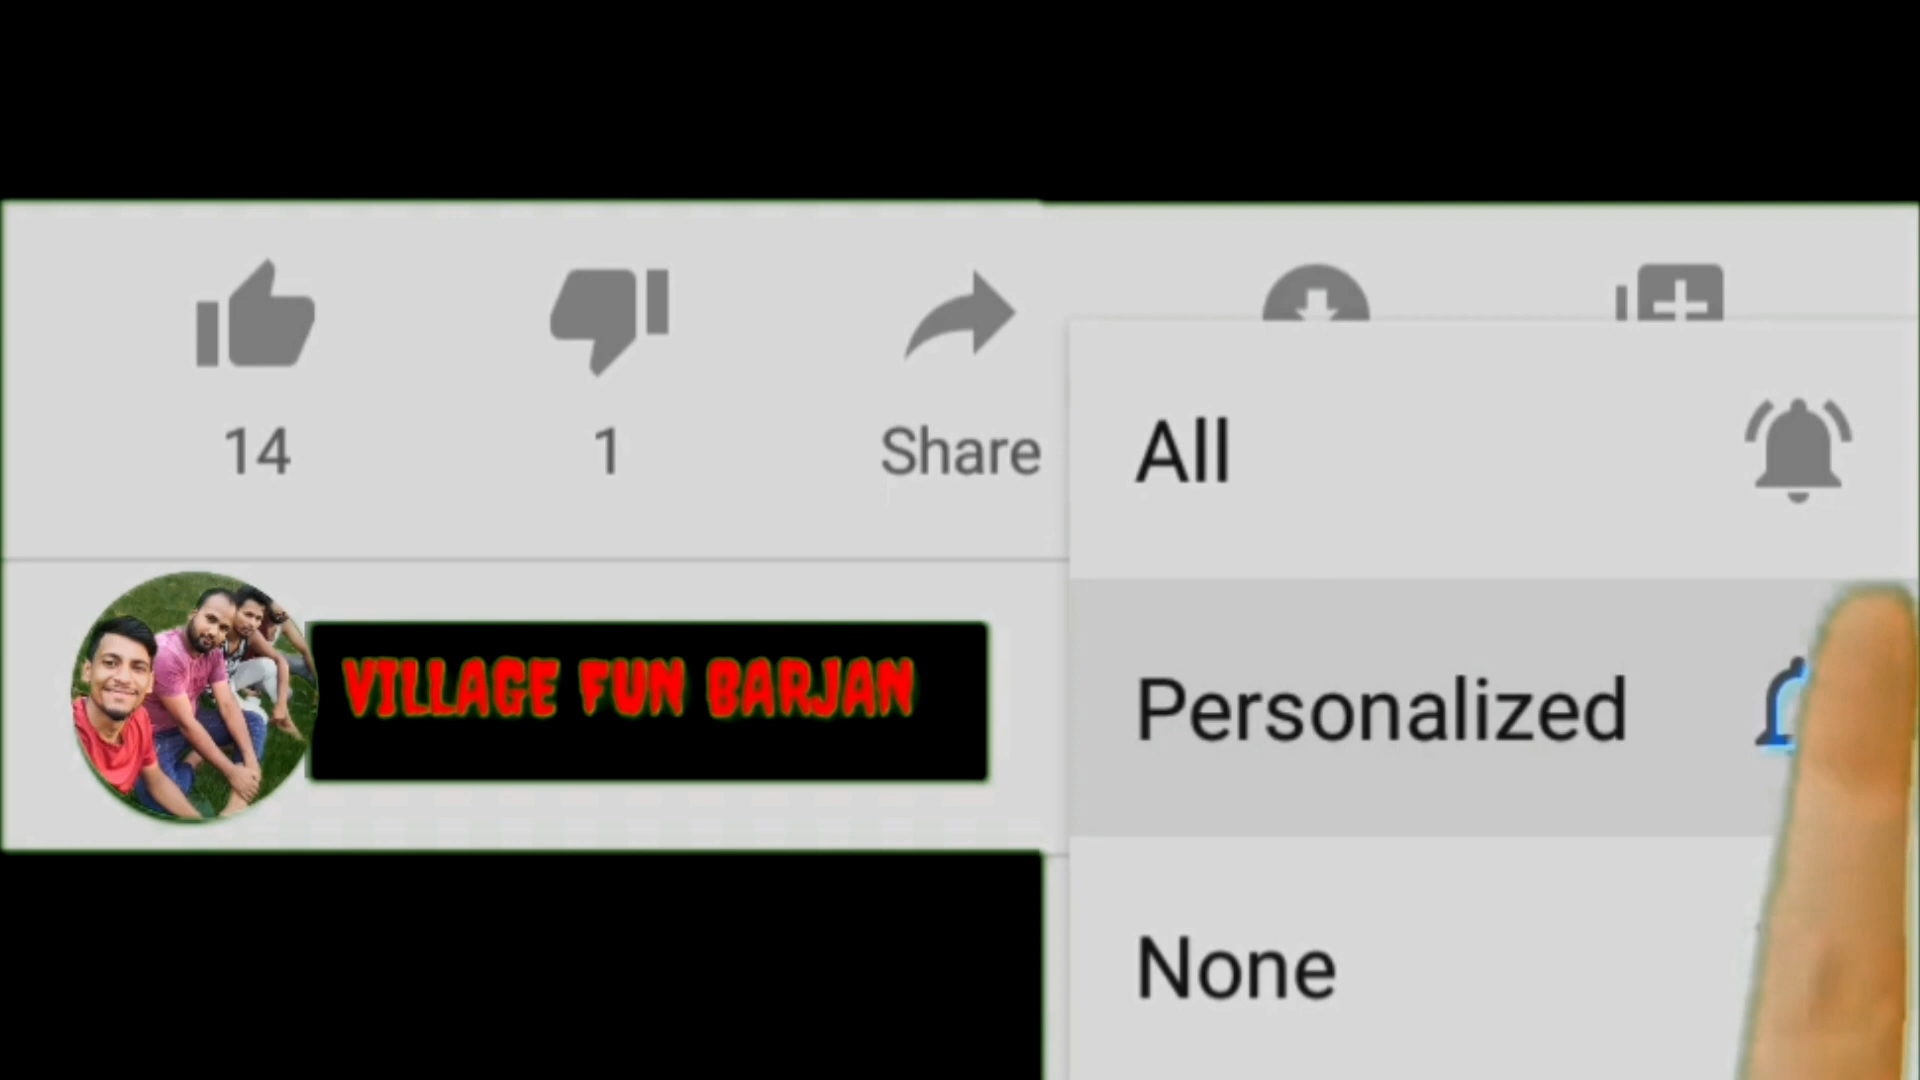 14
1
Share
All
VILLAGE FUN BARJAN
Personalized
None